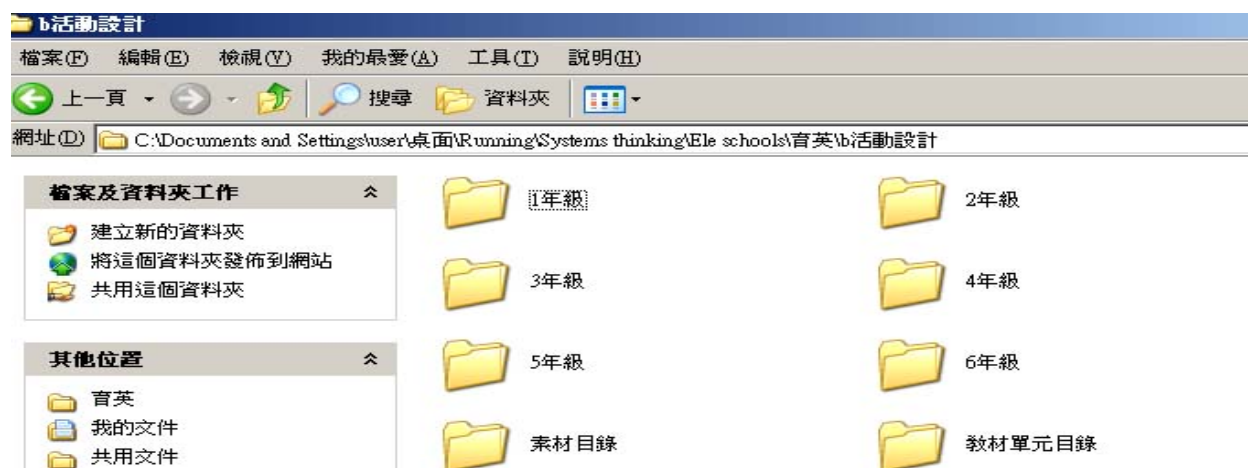 b活動設計
檔案(F) 編輯(E) 檢視(V) 我的最愛(A) 工具(T) 說明(H)
上一頁 搜尋 資料夾
網址(D) C:\Documents and Settings\user\桌面\Running\Systems thinking\Ele schools\育英\b活動設計
檔案及資料夾工作
建立新的資料夾
將這個資料夾發佈到網站
共用這個資料夾
其他位置
育英
我的文件
共用文件
1年級 2年級
3年級 4年級
5年級 6年級
素材目錄 教材單元目錄